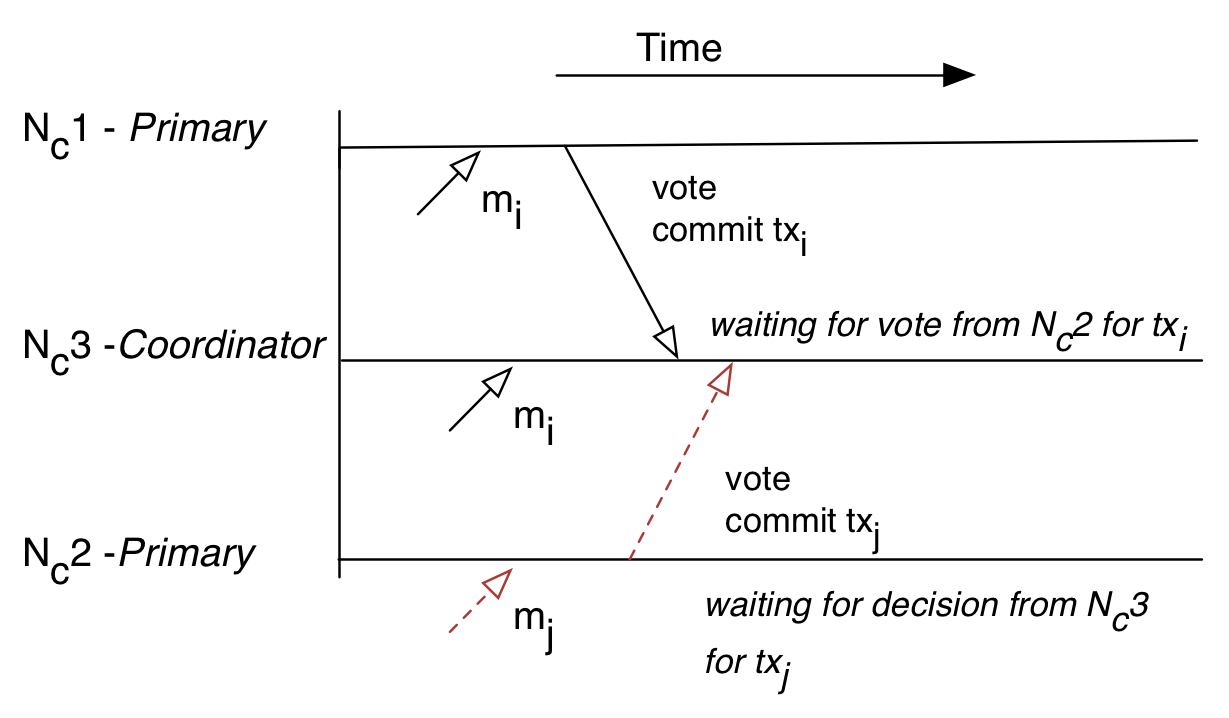 Time
N_c1 - Primary
m_i
vote
commit tx_i
N_c3 -Coordinator
waiting for vote from N_c2 for tx_i
m_i
vote
commit tx_j
N_c2 -Primary
m_j
waiting for decision from N_c3
for tx_j